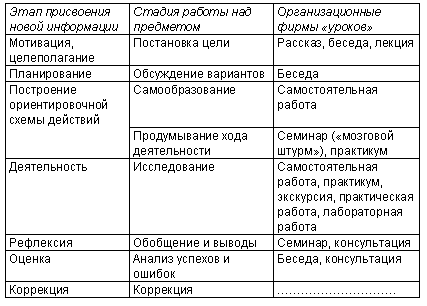 Этап присвоения новой информации
Стадия работы над предметом
Организационные фирмы «уроков»
Мотивация, целеполагание
Постановка цели
Рассказ, беседа, лекция
Планирование
Обсуждение вариантов
Беседа
Построение ориентировочной схемы действий
Самообразование
Самостоятельная работа
Продумывание хода деятельности
Семинар («мозговой штурм»), практикум
Деятельность
Исследование
Самостоятельная работа, практикум, экскурсия, практическая работа, лабораторная работа
Рефлексия
Обобщение и выводы
Семинар, консультация
Оценка
Анализ успехов и ошибок
Беседа, консультация
Коррекция
Коррекция
…………………………